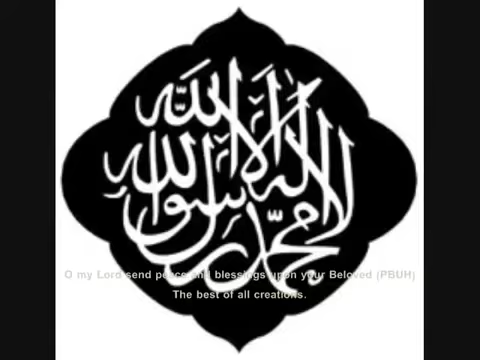 لا إله إلا الله
محمد رسول الله
O my Lord send peace and blessings upon your Beloved (PBUH)
The best of all creations.